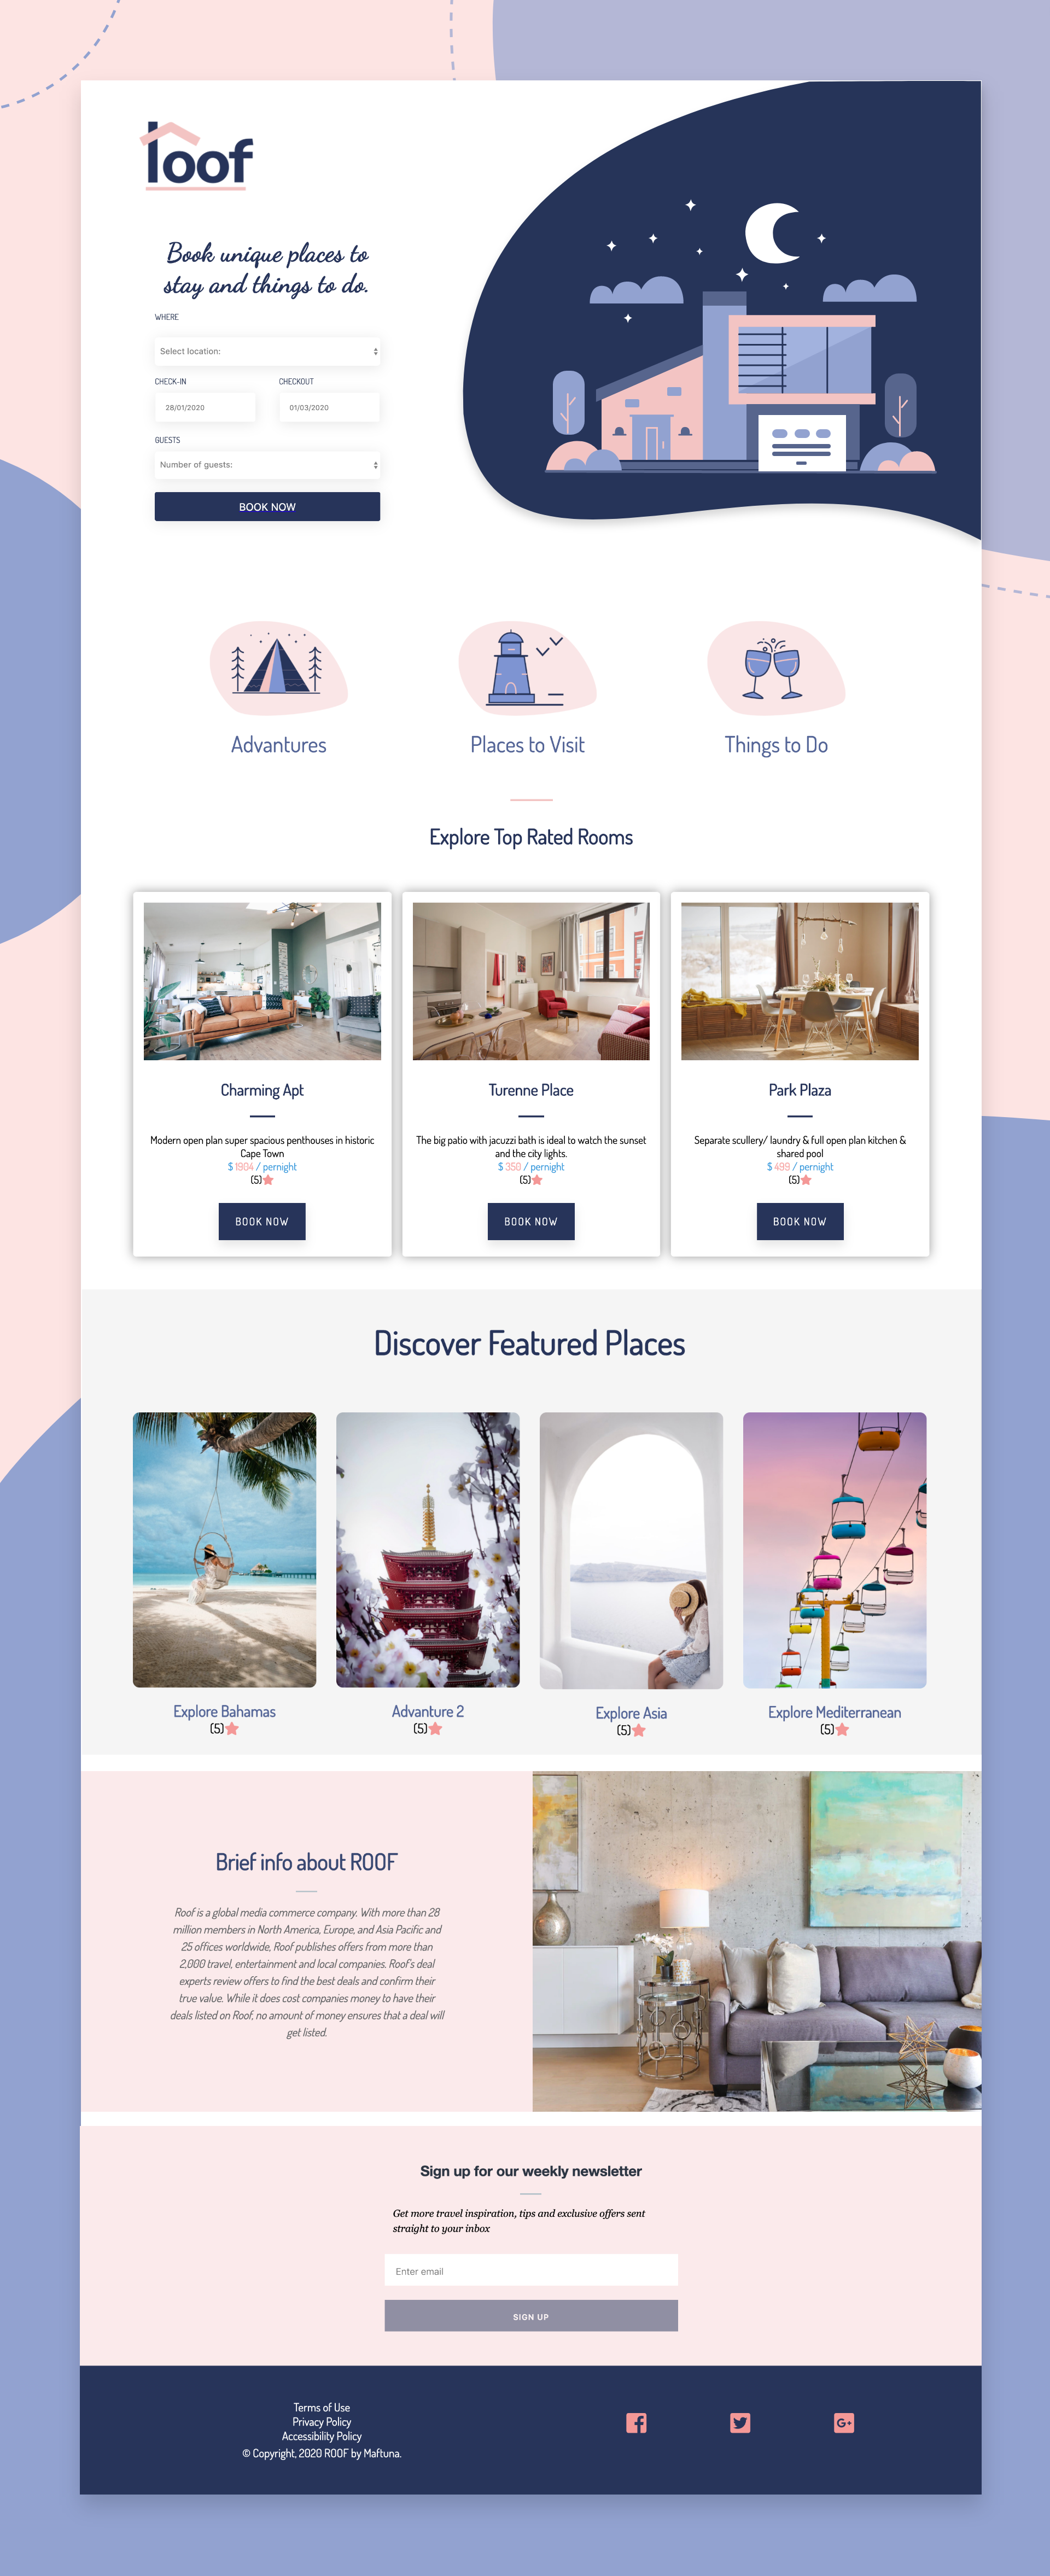 loof
Book unique places to
stay and things to do.
WHERE
Select location:
CHECK-IN
CHECKOUT
28/01/2020
01/03/2020
GUESTS
Number of guests:
BOOK NOW
Advantures
Places to Visit
Things to Do
Explore Top Rated Rooms
Charming Apt
Modern open plan super spacious penthouses in historic
Cape Town
$ 1904 / pernight
(5)
BOOK NOW
Turenne Place
The big patio with jacuzzi bath is ideal to watch the sunset
and the city lights.
$ 350 / pernight
(5)
BOOK NOW
Park Plaza
Separate scullery/ laundry & full open plan kitchen &
shared pool
$ 499 / pernight
(5)
BOOK NOW
Discover Featured Places
Explore Bahamas
(5)
Advanture 2
(5)
Explore Asia
(5)
Explore Mediterranean
(5)
Brief info about ROOF
Roof is a global media commerce company. With more than 28
million members in North America, Europe, and Asia Pacific and
25 offices worldwide, Roof publishes offers from more than
2,000 travel, entertainment and local companies. Roof's deal
experts review offers to find the best deals and confirm their
true value. While it does cost companies money to have their
deals listed on Roof, no amount of money ensures that a deal will
get listed.
Sign up for our weekly newsletter
Get more travel inspiration, tips and exclusive offers sent
straight to your inbox
Enter email
SIGN UP
Terms of Use
Privacy Policy
Accessibility Policy
© Copyright, 2020 ROOF by Maftuna.
G+